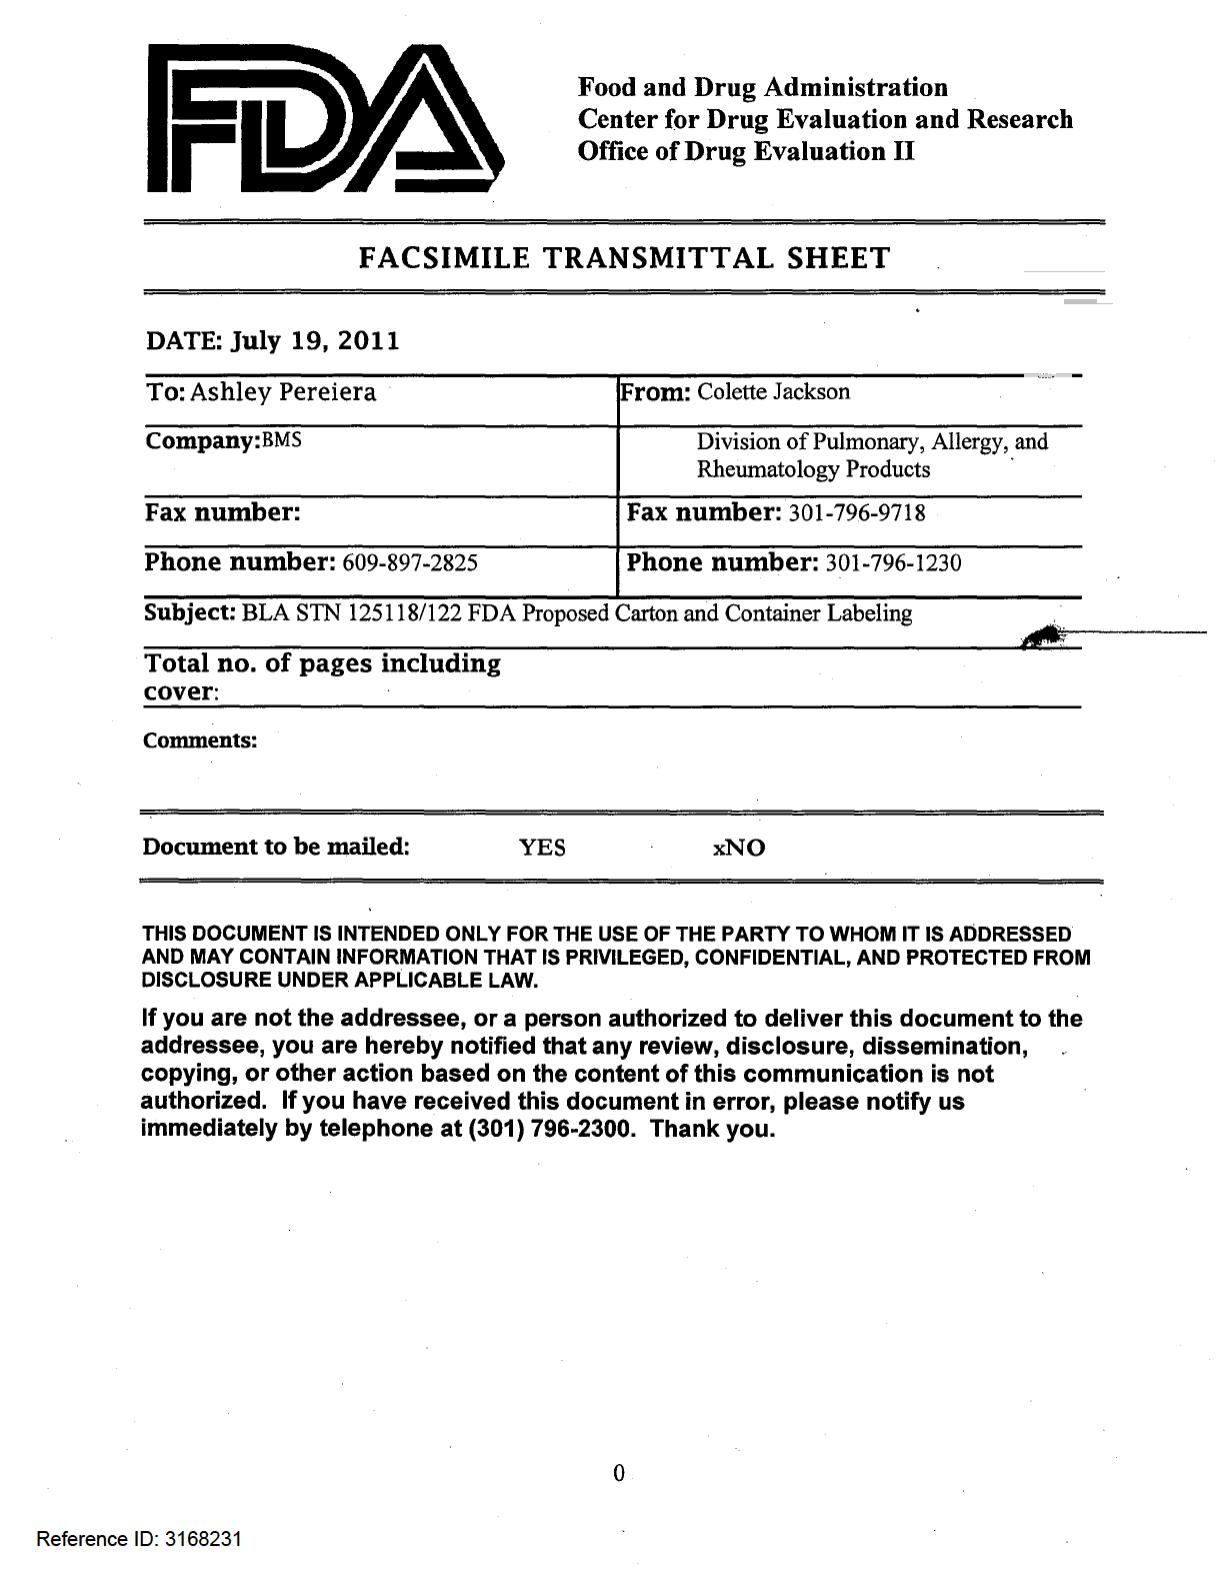 FDA
Food and Drug Administration
Center for Drug Evaluation and Research
Office of Drug Evaluation II
FACSIMILE TRANSMITTAL SHEET
DATE: July 19, 2011
To: Ashley Pereiera
From: Colette Jackson
Company:BMS
Division of Pulmonary, Allergy, and
Rheumatology Products
Fax number:
Fax number: 301-796-9718
Phone number: 609-897-2825
Phone number: 301-796-1230
Subject: BLA STN 125118/122 FDA Proposed Carton and Container Labeling
Total no. of pages including
cover:
Comments:
Document to be mailed: YES xNO
THIS DOCUMENT IS INTENDED ONLY FOR THE USE OF THE PARTY TO WHOM IT IS ADDRESSED
AND MAY CONTAIN INFORMATION THAT IS PRIVILEGED, CONFIDENTIAL, AND PROTECTED FROM
DISCLOSURE UNDER APPLICABLE LAW.
If you are not the addressee, or a person authorized to deliver this document to the
addressee, you are hereby notified that any review, disclosure, dissemination,
copying, or other action based on the content of this communication is not
authorized. If you have received this document in error, please notify us
immediately by telephone at (301) 796-2300. Thank you.
0
Reference ID: 3168231